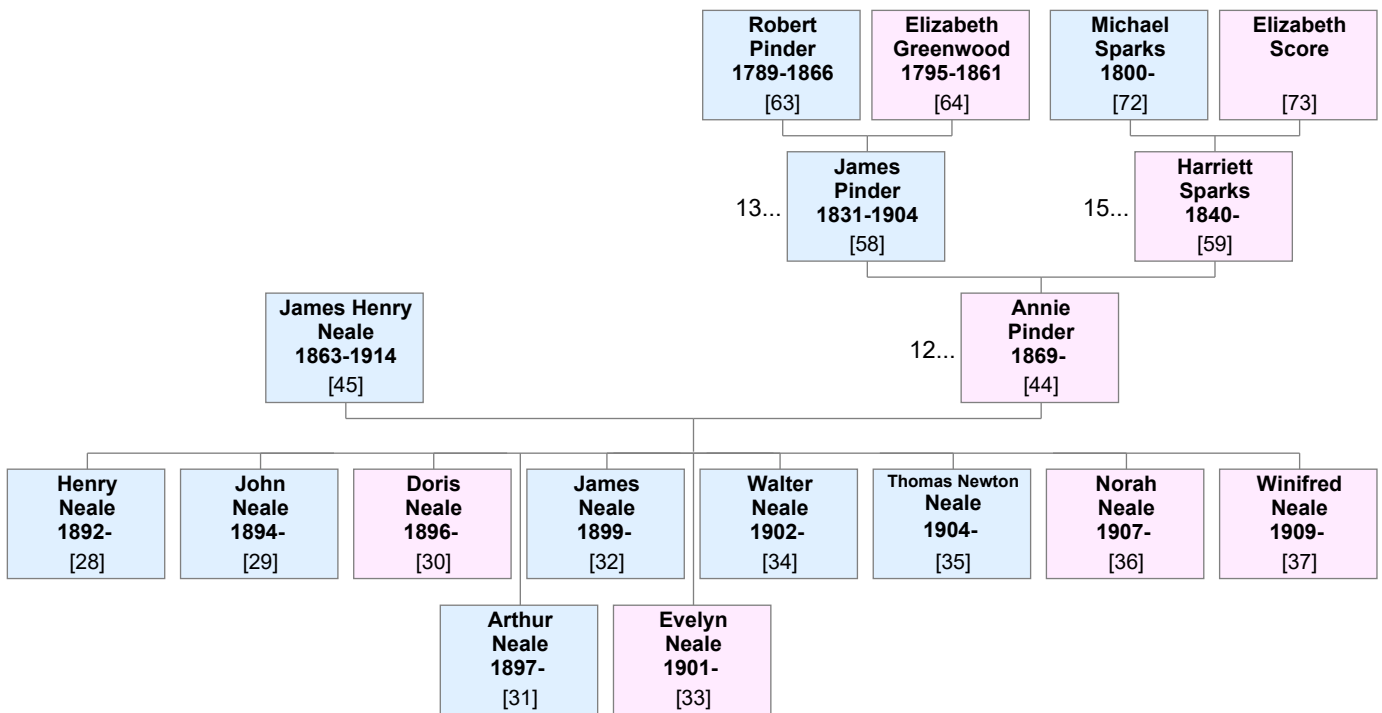 Robert
Pinder
1789-1866
[63]
Elizabeth
Greenwood
1795-1861
[64]
Michael
Sparks
1800-
[72]
Elizabeth
Score
[73]
13...
James
Pinder
1831-1904
[58]
15...
Harriett
Sparks
1840-
[59]
James Henry
Neale
1863-1914
[45]
12...
Annie
Pinder
1869-
[44]
Henry
Neale
1892-
[28]
John
Neale
1894-
[29]
Doris
Neale
1896-
[30]
James
Neale
1899-
[32]
Walter
Neale
1902-
[34]
Thomas Newton
Neale
1904-
[35]
Norah
Neale
1907-
[36]
Winifred
Neale
1909-
[37]
Arthur
Neale
1897-
[31]
Evelyn
Neale
1901-
[33]